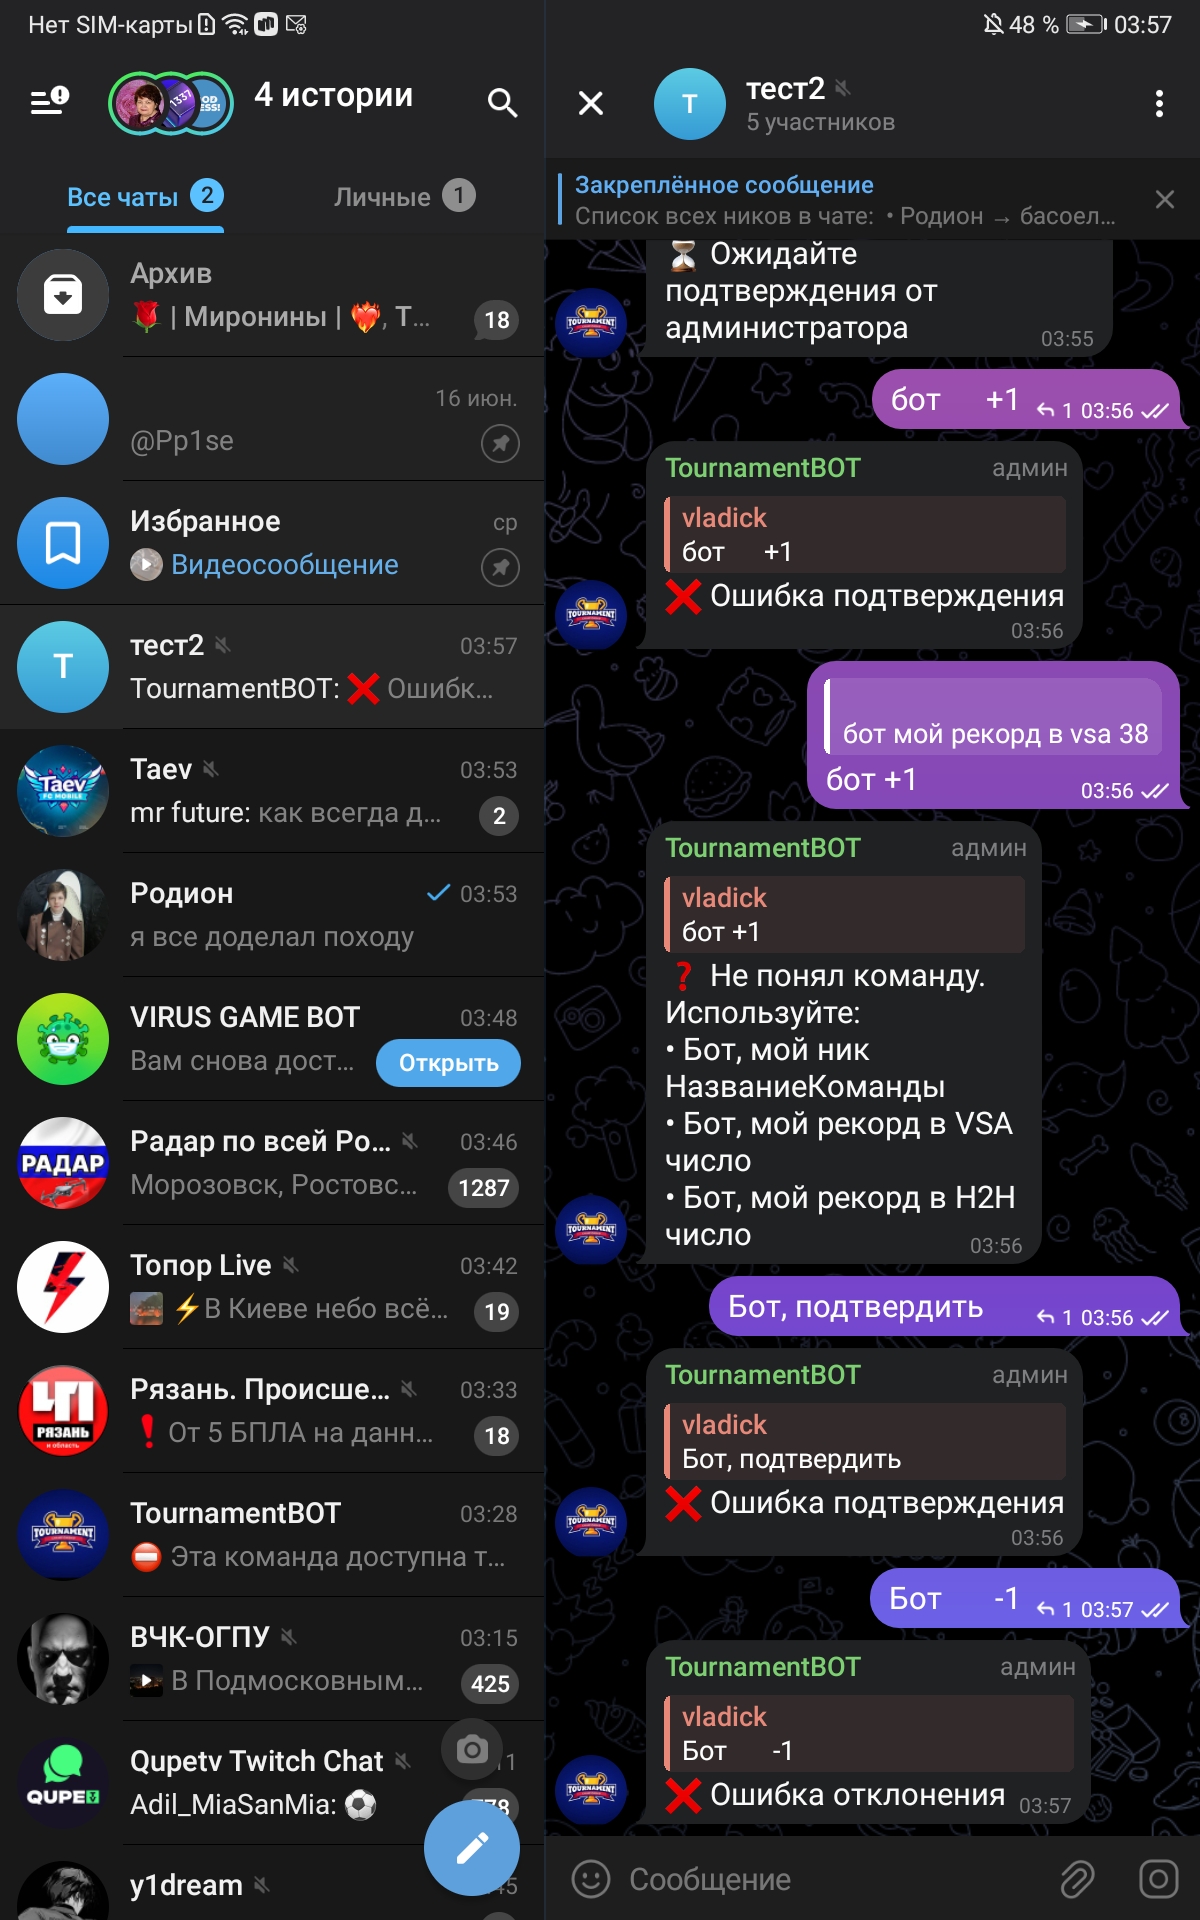 Нет SIM-карты
48 % 03:57
4 истории
Все чаты 2
Личные 1
Архив
| Миронины | , Т...
18
16 июн.
@Pp1se
Избранное
ср
Видеосообщение
Т
тест2
03:57
TournamentBOT: ❌ Ошибк...
Taev
03:53
mr future: как всегда д...
2
Родион
03:53
я все доделал походу
VIRUS GAME BOT
03:48
Вам снова дост...
Открыть
РАДАР
Радар по всей Ро...
03:46
Морозовск, Ростовс...
1287
Топор Live
03:42
⚡В Киеве небо всё...
19
ЧП
РЯЗАНЬ
и область
Рязань. Происше...
03:33
❗ От 5 БПЛА на данн...
18
TOURNAMENT
TournamentBOT
03:28
⛔ Эта команда доступна т...
ВЧК-ОГПУ
03:15
В Подмосковным...
425
QUPE
Qupetv Twitch Chat
Adil_MiaSanMia: ⚽
y1dream
Т
тест2
5 участников
Закреплённое сообщение
Список всех ников в чате: • Родион → басоел...
⏳ Ожидайте
подтверждения от
администратора
03:55
бот +1
1 03:56
TournamentBOT админ
vladick
бот +1
❌ Ошибка подтверждения
03:56
бот мой рекорд в vsa 38
бот +1
03:56
TournamentBOT админ
vladick
бот +1
❓ Не понял команду.
Используйте:
• Бот, мой ник
НазваниеКоманды
• Бот, мой рекорд в VSA
число
• Бот, мой рекорд в H2H
число
03:56
Бот, подтвердить
1 03:56
TournamentBOT админ
vladick
Бот, подтвердить
❌ Ошибка подтверждения
03:56
Бот -1
1 03:57
TournamentBOT админ
vladick
Бот -1
❌ Ошибка отклонения
03:57
Сообщение